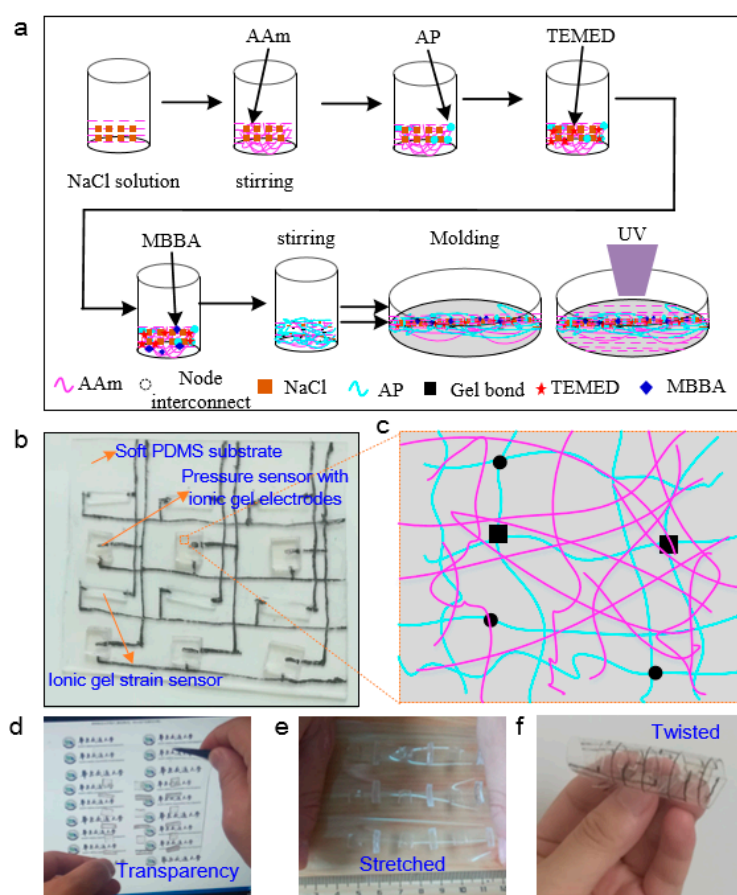 a
AAm
AP
TEMED
NaCl solution
stirring
MBBA
stirring
Molding
UV
AAm
Node
interconnect
NaCl
AP
Gel bond
TEMED
MBBA
b
Soft PDMS substrate
Pressure sensor with
ionic gel electrodes
Ionic gel strain sensor
c
d
Transparency
e
Stretched
f
Twisted